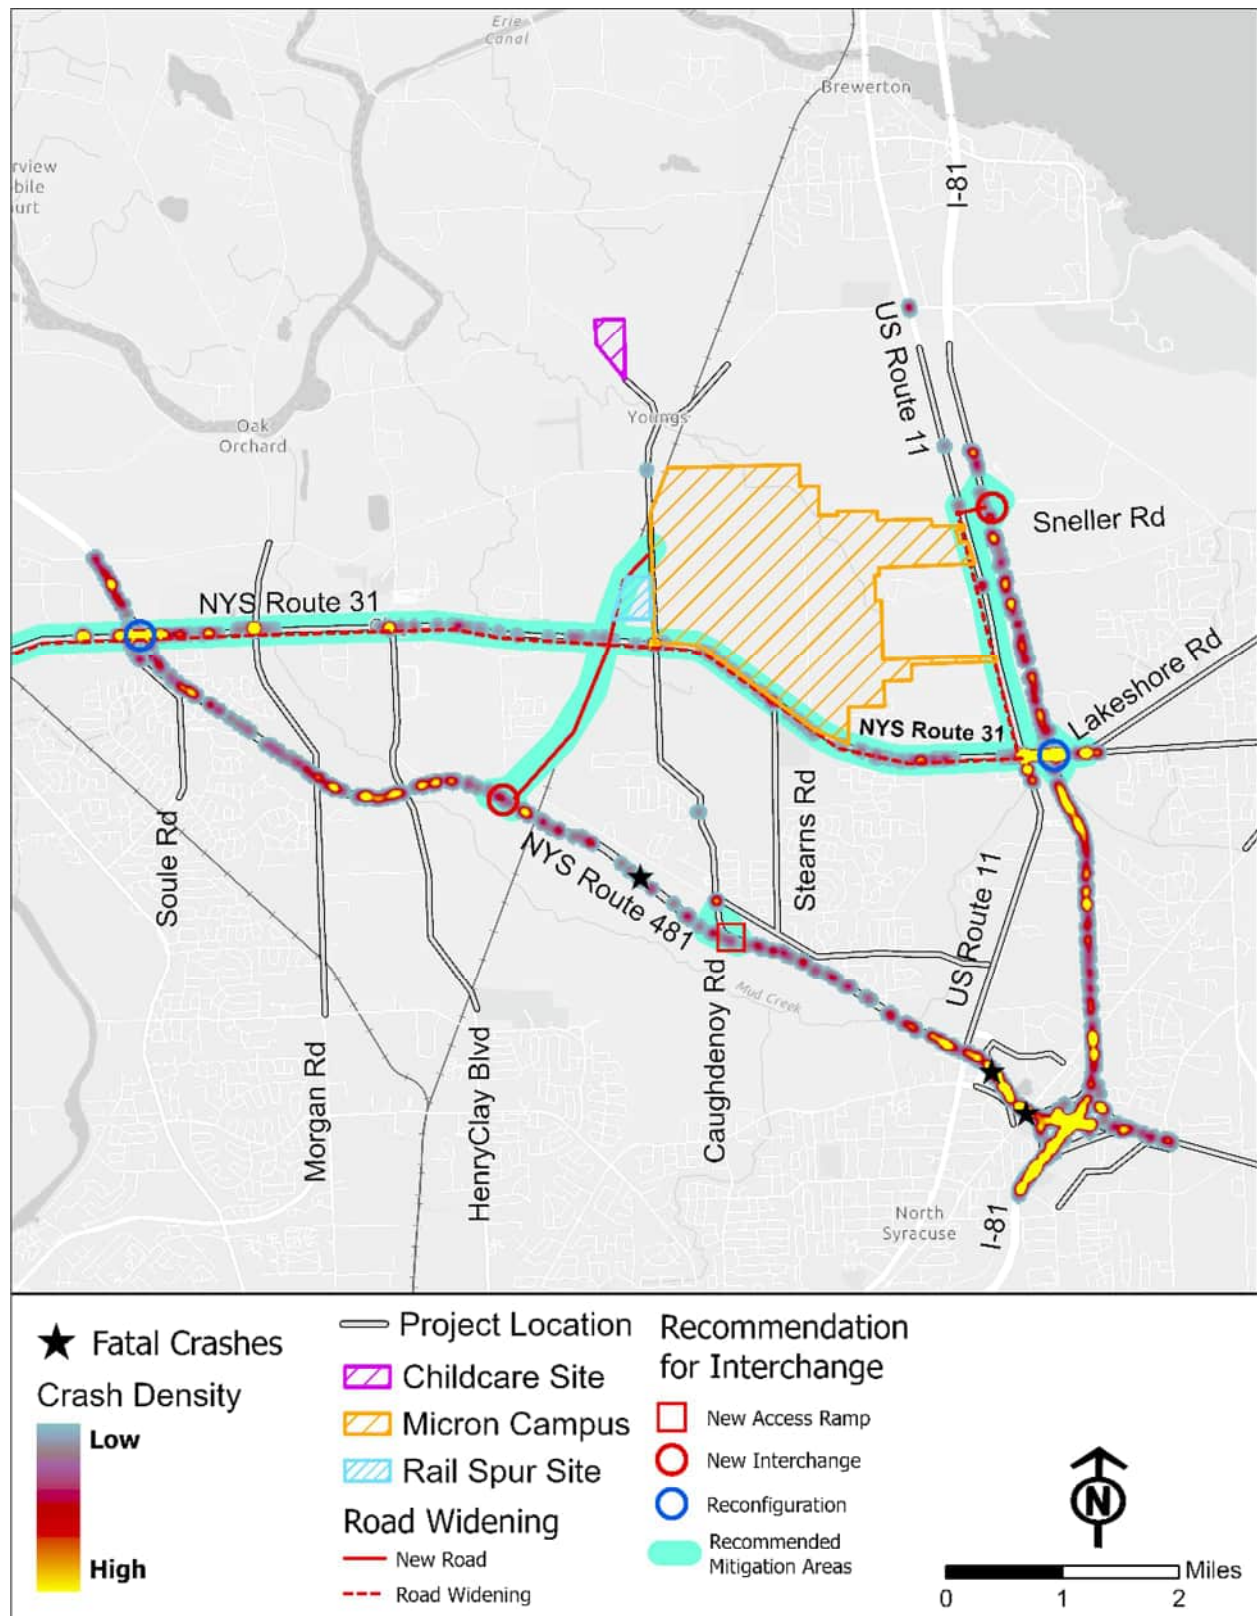 Erie
Canal
Brewerton
rview
bile
urt
I-81
US Route 11
Youngs
Oak
Orchard
Sneller Rd
NYS Route 31
Lakeshore Rd
NYS Route 31
Soule Rd
NYS Route 481
Stearns Rd
US Route 11
Mud Creek
Caughdenoy Rd
Morgan Rd
HenryClay Blvd
North
Syracuse
I-81
Fatal Crashes
Crash Density
Low
High
Project Location
Childcare Site
Micron Campus
Rail Spur Site
Road Widening
New Road
Road Widening
Recommendation
for Interchange
New Access Ramp
New Interchange
Reconfiguration
Recommended
Mitigation Areas
N
Miles
0 1 2